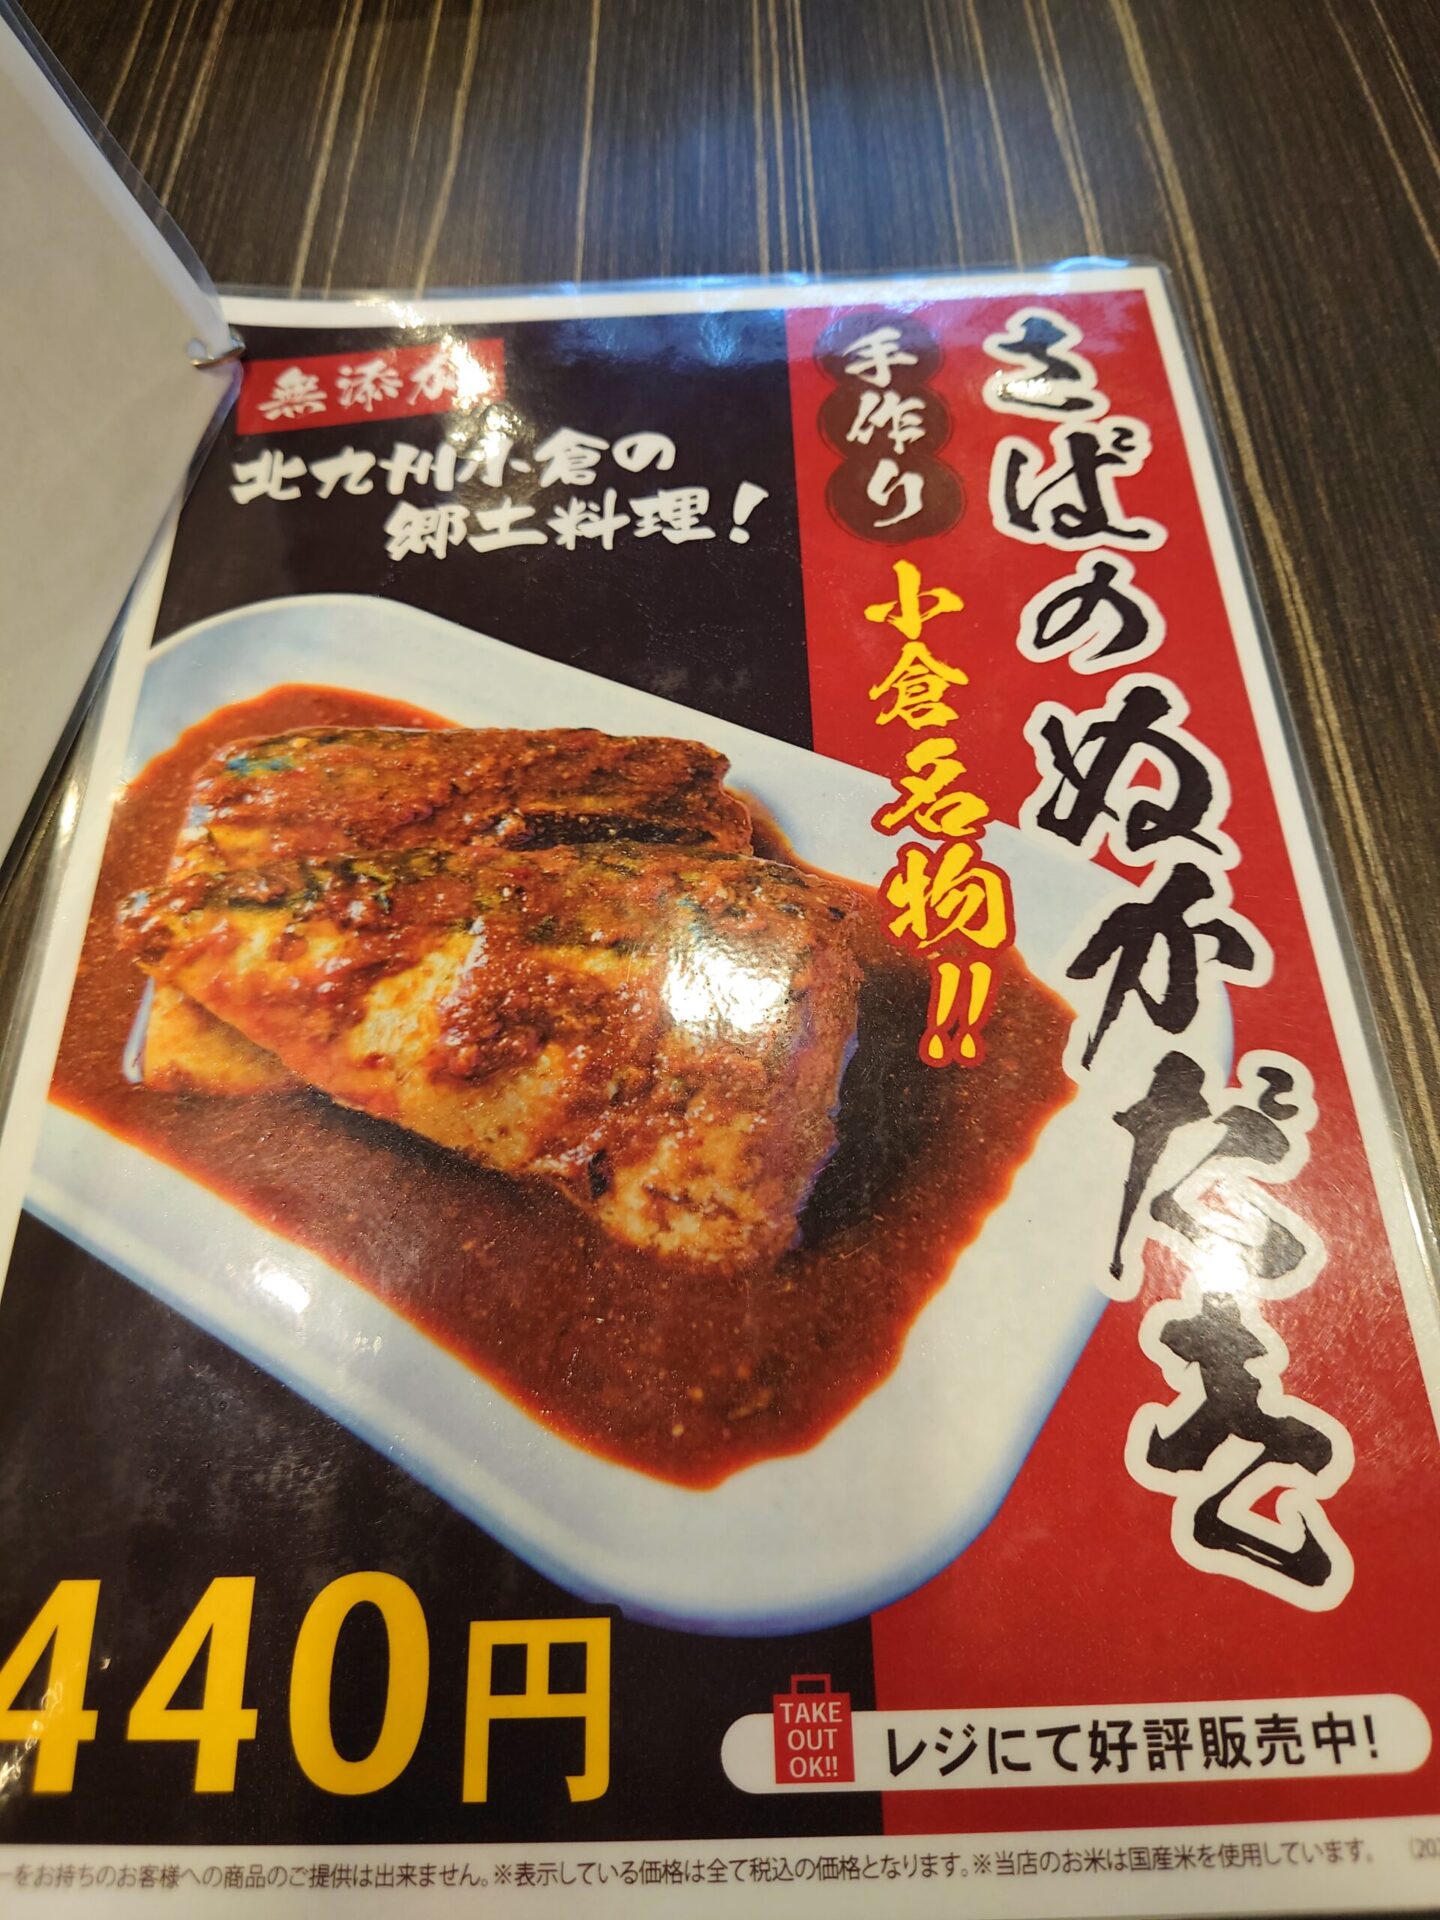 無添加
北九州小倉の
郷土料理!
さばのぬかだき
手作り
小倉名物!!
440円
TAKE
OUT
OK!!
レジにて好評販売中!
ーをお持ちのお客様への商品のご提供は出来ません。※表示している価格は全て税込の価格となります。※当店のお米は国産米を使用しています。